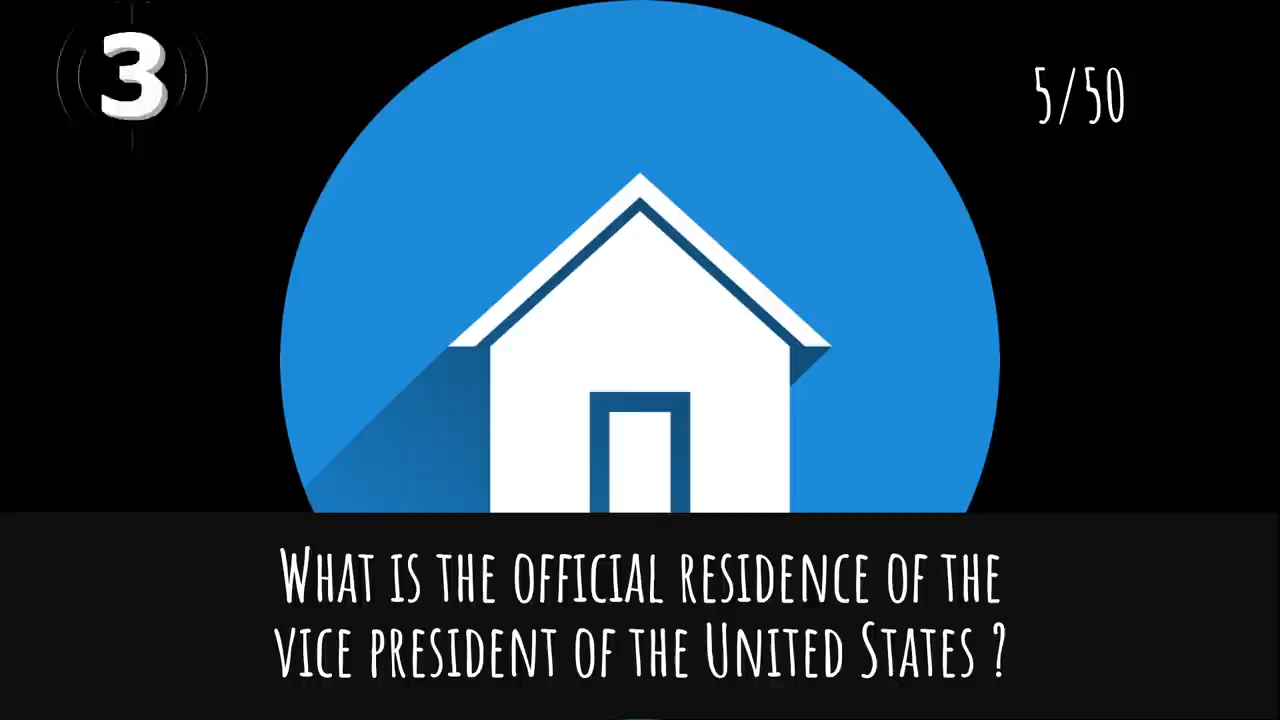 3
5/50
What is the official residence of the
vice president of the United States ?